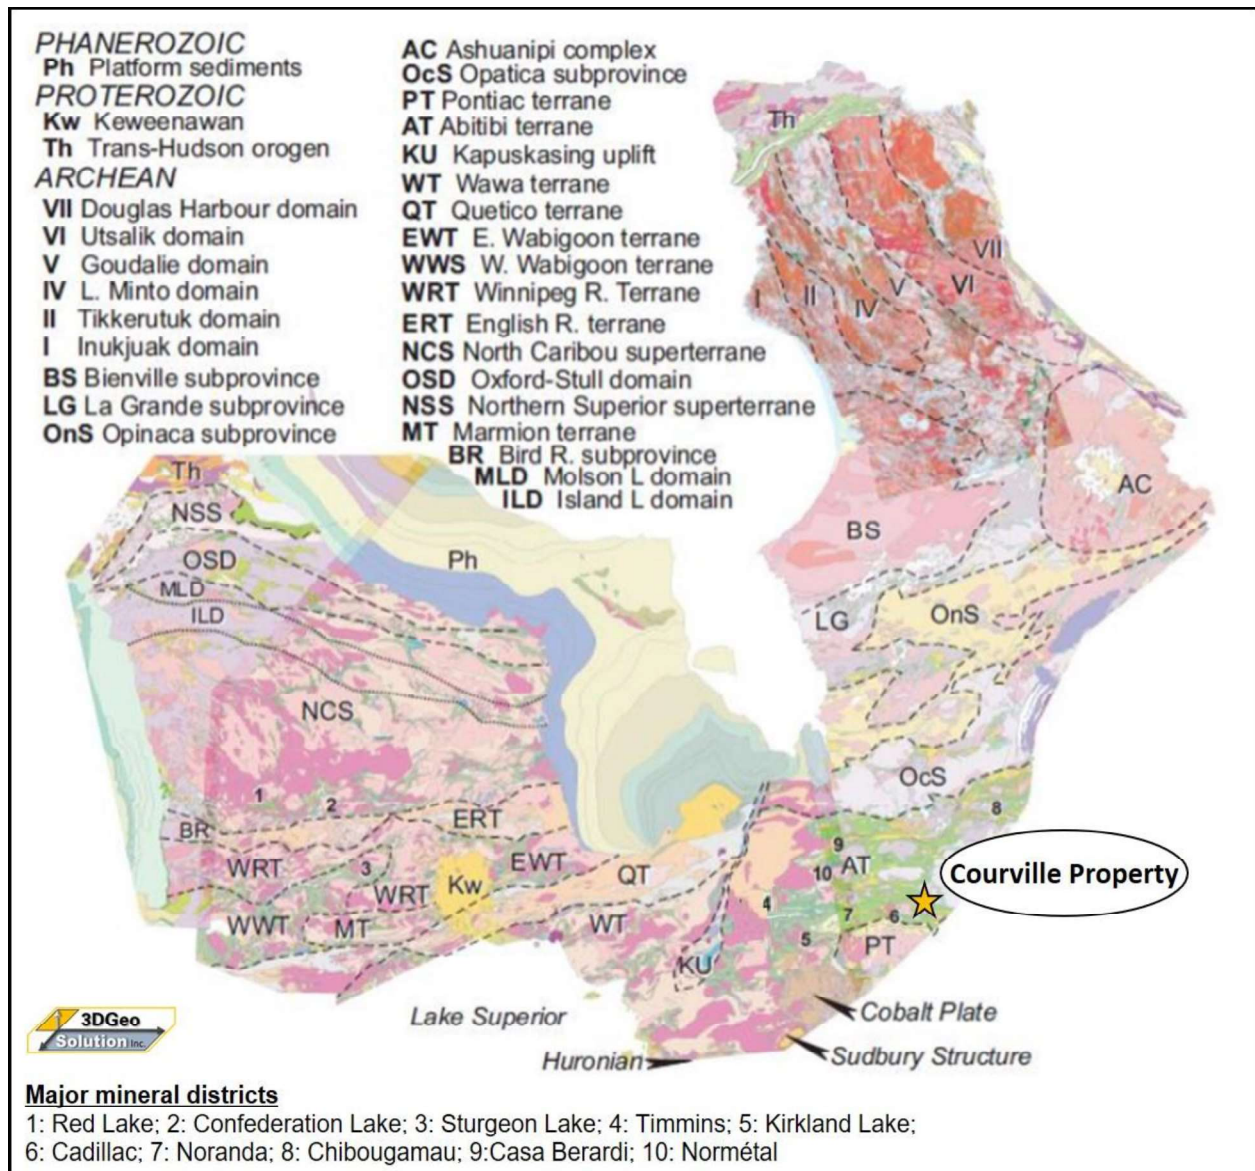 PHANEROZOIC
Ph Platform sediments
PROTEROZOIC
Kw Keweenawan
Th Trans-Hudson orogen
ARCHEAN
VII Douglas Harbour domain
VI Utsalik domain
V Goudalie domain
IV L. Minto domain
II Tikkerutuk domain
I Inukjuak domain
BS Bienville subprovince
LG La Grande subprovince
OnS Opinaca subprovince
AC Ashuanipi complex
OcS Opatica subprovince
PT Pontiac terrane
AT Abitibi terrane
KU Kapuskasing uplift
WT Wawa terrane
QT Quetico terrane
EWT E. Wabigoon terrane
WWS W. Wabigoon terrane
WRT Winnipeg R. Terrane
ERT English R. terrane
NCS North Caribou superterrane
OSD Oxford-Stull domain
NSS Northern Superior superterrane
MT Marmion terrane
BR Bird R. subprovince
MLD Molson L domain
ILD Island L domain
Th
VII
VI
V
IV
II
I
AC
BS
LG
OnS
OcS
Th
NSS
OSD
MLD
ILD
Ph
NCS
1
2
BR
ERT
WRT
3
WRT
Kw
EWT
QT
WWT
MT
WT
KU
8
9
AT
10
4
7
6
5
PT
Courville Property
Lake Superior
Cobalt Plate
Sudbury Structure
Huronian
3DGeo
Solution Inc.
Major mineral districts
1: Red Lake; 2: Confederation Lake; 3: Sturgeon Lake; 4: Timmins; 5: Kirkland Lake;
6: Cadillac; 7: Noranda; 8: Chibougamau; 9:Casa Berardi; 10: Normétal